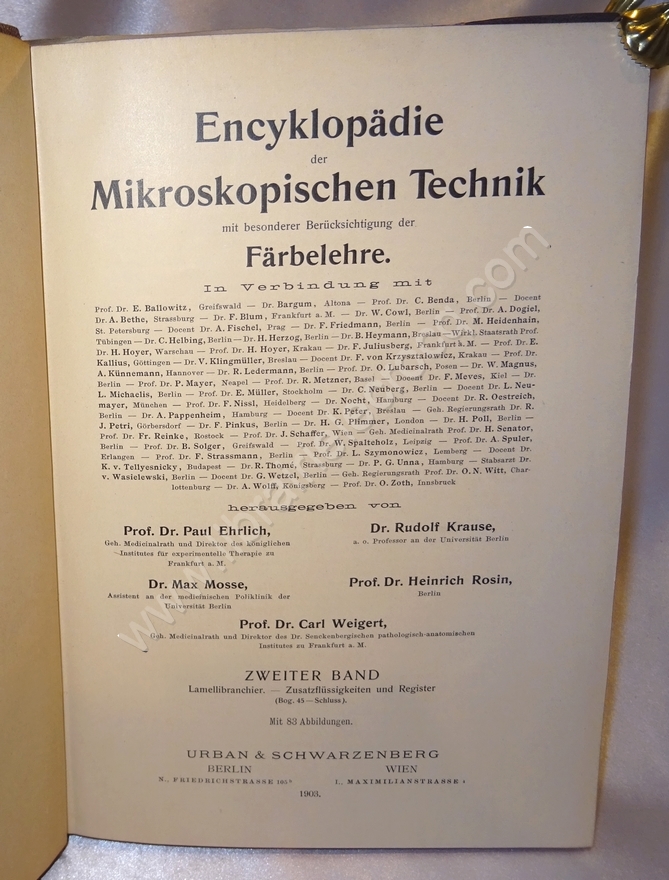 Encyklopädie
der
Mikroskopischen Technik
mit besonderer Berücksichtigung der
Färbelehre.
In Verbindung mit
Prof. Dr. E. Ballowitz, Greifswald — Dr. Bargum, Altona — Prof. Dr. C. Benda, Berlin — Docent
Dr. A. Bethe, Strassburg — Dr. F. Blum, Frankfurt a. M. — Dr. W. Cowl, Berlin — Prof. Dr. A. Dogiel,
St. Petersburg — Docent Dr. A. Fischel, Prag — Dr. F. Friedmann, Berlin — Prof. Dr. M. Heidenhain,
Tübingen — Dr. C. Helbing, Berlin — Dr. H. Herzog, Berlin — Dr. B. Heymann, Breslau — Wirkl. Staatsrath Prof.
Dr. H. Hoyer, Warschau — Prof. Dr. H. Hoyer, Krakau — Dr. F. Juliusberg, Frankfurt a. M. — Prof. Dr. E.
Kallius, Göttingen — Dr. V. Klingmüller, Breslau — Docent Dr. F. von Krzysztalowicz, Krakau — Prof. Dr.
A. Künnemann, Hannover — Dr. R. Ledermann, Berlin — Prof. Dr. O. Lubarsch, Posen — Dr. W. Magnus,
Berlin — Prof. Dr. P. Mayer, Neapel — Prof. Dr. R. Metzner, Basel — Docent Dr. F. Meves, Kiel — Dr.
L. Michaelis, Berlin — Prof. Dr. E. Müller, Stockholm — Dr. C. Neuberg, Berlin — Docent Dr. L. Neu-
mayer, München — Prof. Dr. F. Nissl, Heidelberg — Dr. Nocht, Hamburg — Docent Dr. R. Oestreich,
Berlin — Dr. A. Pappenheim, Hamburg — Docent Dr. K. Peter, Breslau — Geh. Regierungsrath Dr. R.
J. Petri, Görbersdorf — Dr. F. Pinkus, Berlin — Dr. H. G. Plimmer, London — Dr. H. Poll, Berlin —
Prof. Dr. Fr. Reinke, Rostock — Prof. Dr. J. Schaffer, Wien — Geh. Medicinalrath Prof. Dr. H. Senator,
Berlin — Prof. Dr. B. Solger, Greifswald — Prof. Dr. W. Spalteholz, Leipzig — Prof. Dr. A. Spuler,
Erlangen — Prof. Dr. F. Strassmann, Berlin — Prof. Dr. L. Szymonowicz, Lemberg — Docent Dr.
K. v. Tellyesnicky, Budapest — Dr. R. Thomé, Strassburg — Dr. P. G. Unna, Hamburg — Stabsarzt Dr.
v. Wasielewski, Berlin — Docent Dr. G. Wetzel, Berlin — Geh. Regierungsrath Prof. Dr. O. N. Witt, Char-
lottenburg — Dr. A. Wolff, Königsberg — Prof. Dr. O. Zoth, Innsbruck
herausgegeben von
Prof. Dr. Paul Ehrlich,
Geh. Medicinalrath und Direktor des königlichen
Institutes für experimentelle Therapie zu
Frankfurt a. M.
Dr. Rudolf Krause,
a. o. Professor an der Universität Berlin
Dr. Max Mosse,
Assistent an der medicinischen Poliklinik der
Universität Berlin
Prof. Dr. Heinrich Rosin,
Berlin
Prof. Dr. Carl Weigert,
Geh. Medicinalrath und Direktor des Dr. Senckenbergischen pathologisch-anatomischen
Institutes zu Frankfurt a. M.
ZWEITER BAND
Lamellibranchier. — Zusatzflüssigkeiten und Register
(Bog. 45 — Schluss).
Mit 83 Abbildungen.
URBAN & SCHWARZENBERG
BERLIN
N., FRIEDRICHSTRASSE 105ᵇ
WIEN
I., MAXIMILIANSTRASSE 4
1903.